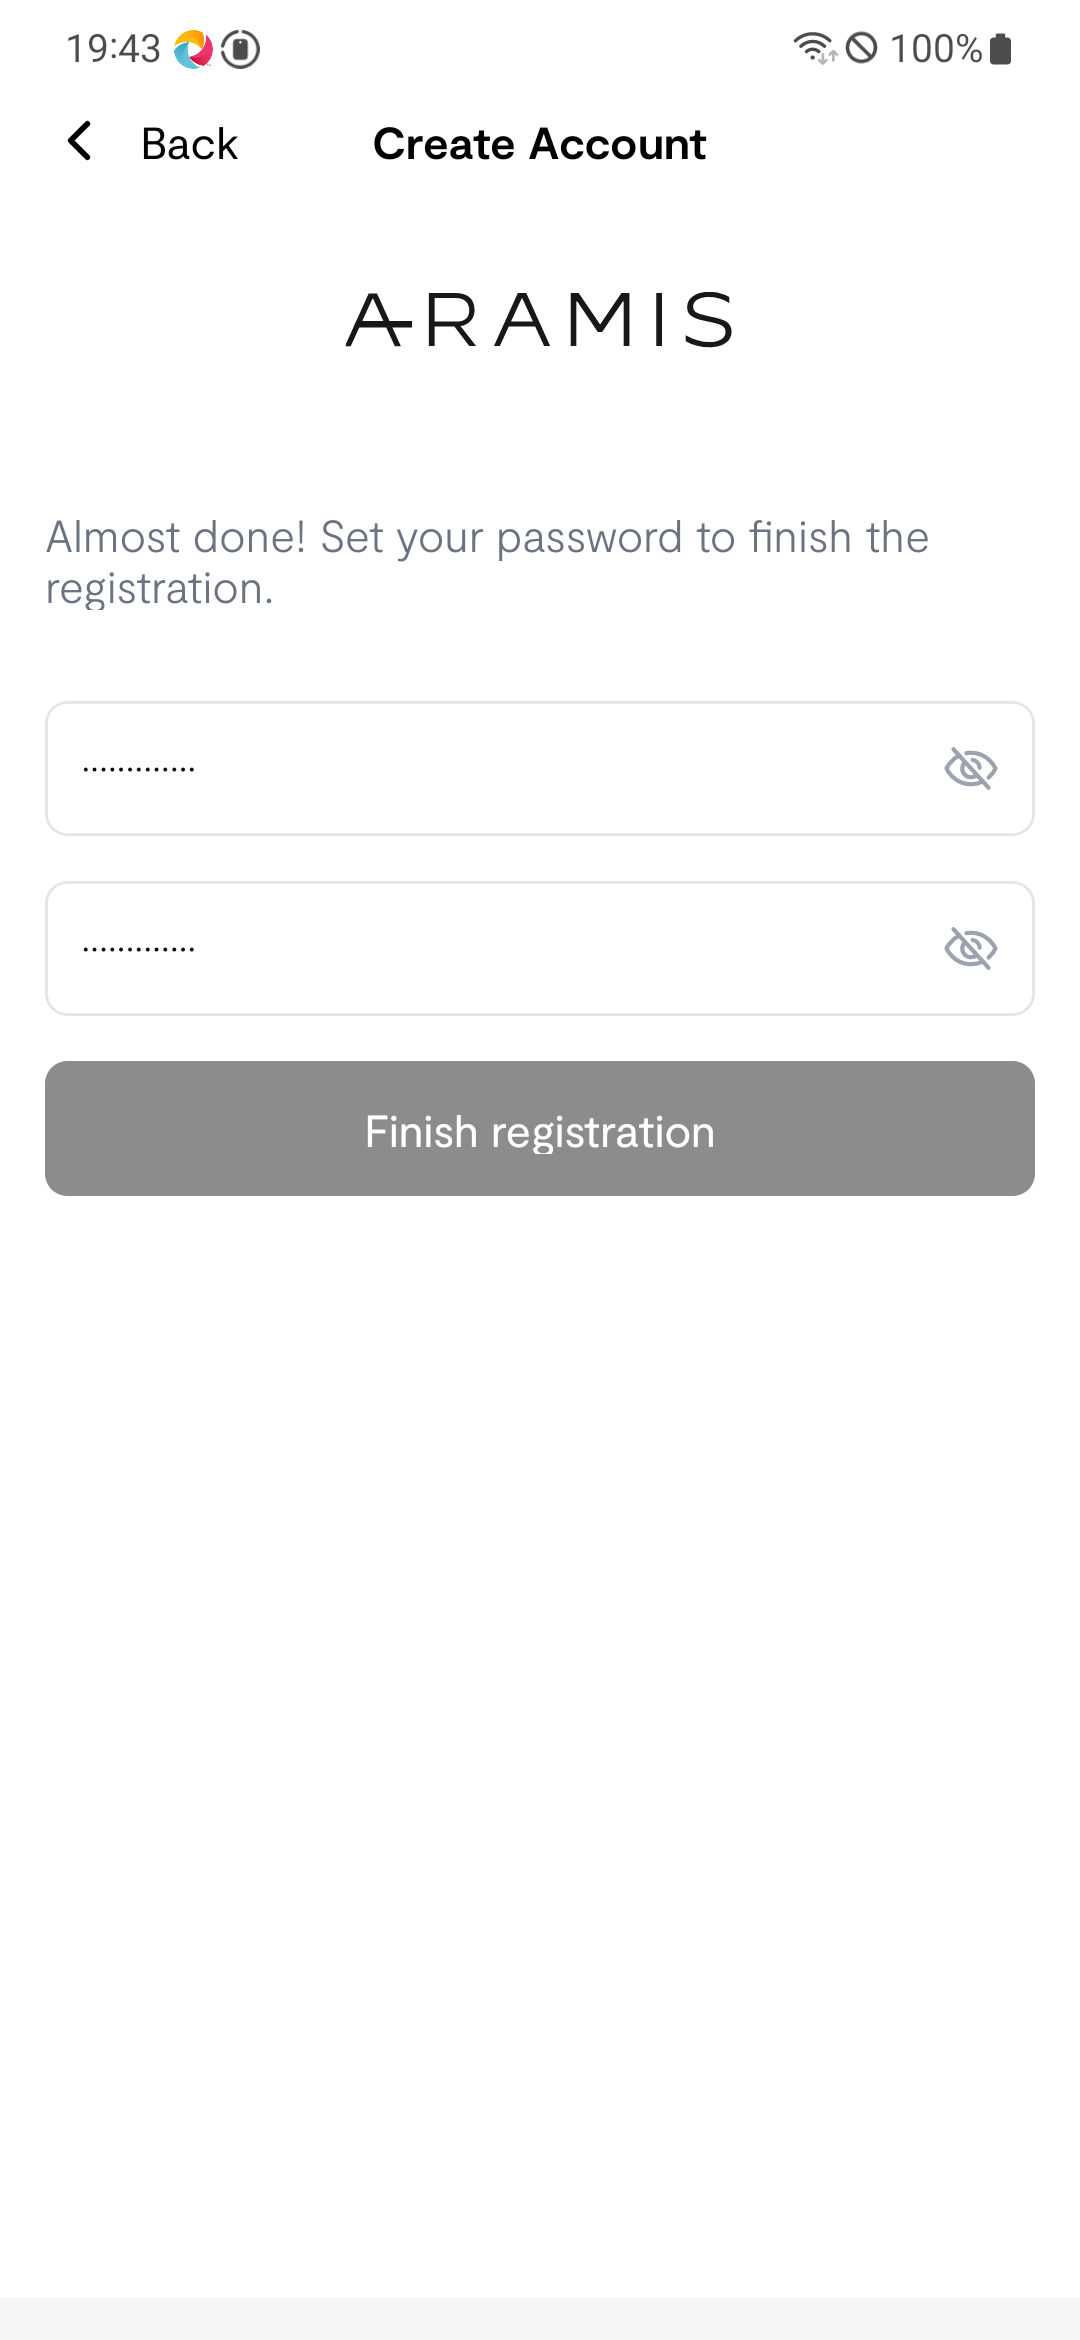 19:43
100%
Back
Create Account
ARAMIS
Almost done! Set your password to finish the
registration.
.............
.............
Finish registration